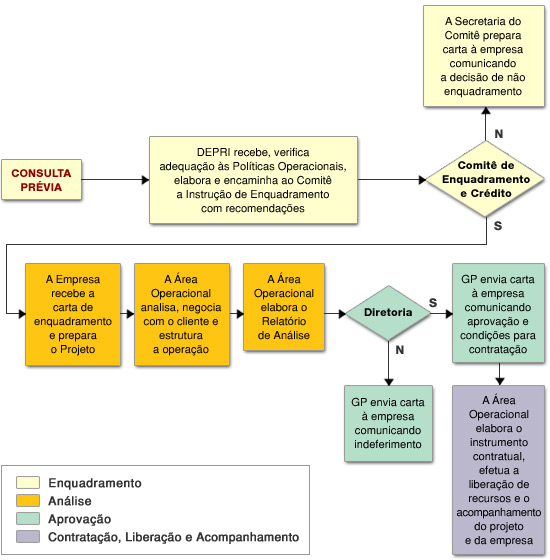 A Secretaria do
Comitê prepara
carta à empresa
comunicando
a decisão de não
enquadramento
N
CONSULTA
PRÉVIA
DEPRI recebe, verifica
adequação às Políticas Operacionais,
elabora e encaminha ao Comitê
a Instrução de Enquadramento
com recomendações
Comitê de
Enquadramento
e Crédito
S
A Empresa
recebe a
carta de
enquadramento
e prepara
o Projeto
A Área
Operacional
analisa, negocia
com o cliente e
estrutura
a operação
A Área
Operacional
elabora o
Relatório
de Análise
Diretoria
S
N
GP envia carta
à empresa
comunicando
aprovação e
condições para
contratação
GP envia carta
à empresa
comunicando
indeferimento
A Área
Operacional
elabora o
instrumento
contratual,
efetua a
liberação de
recursos e o
acompanhamento
do projeto
e da empresa
Enquadramento
Análise
Aprovação
Contratação, Liberação e Acompanhamento